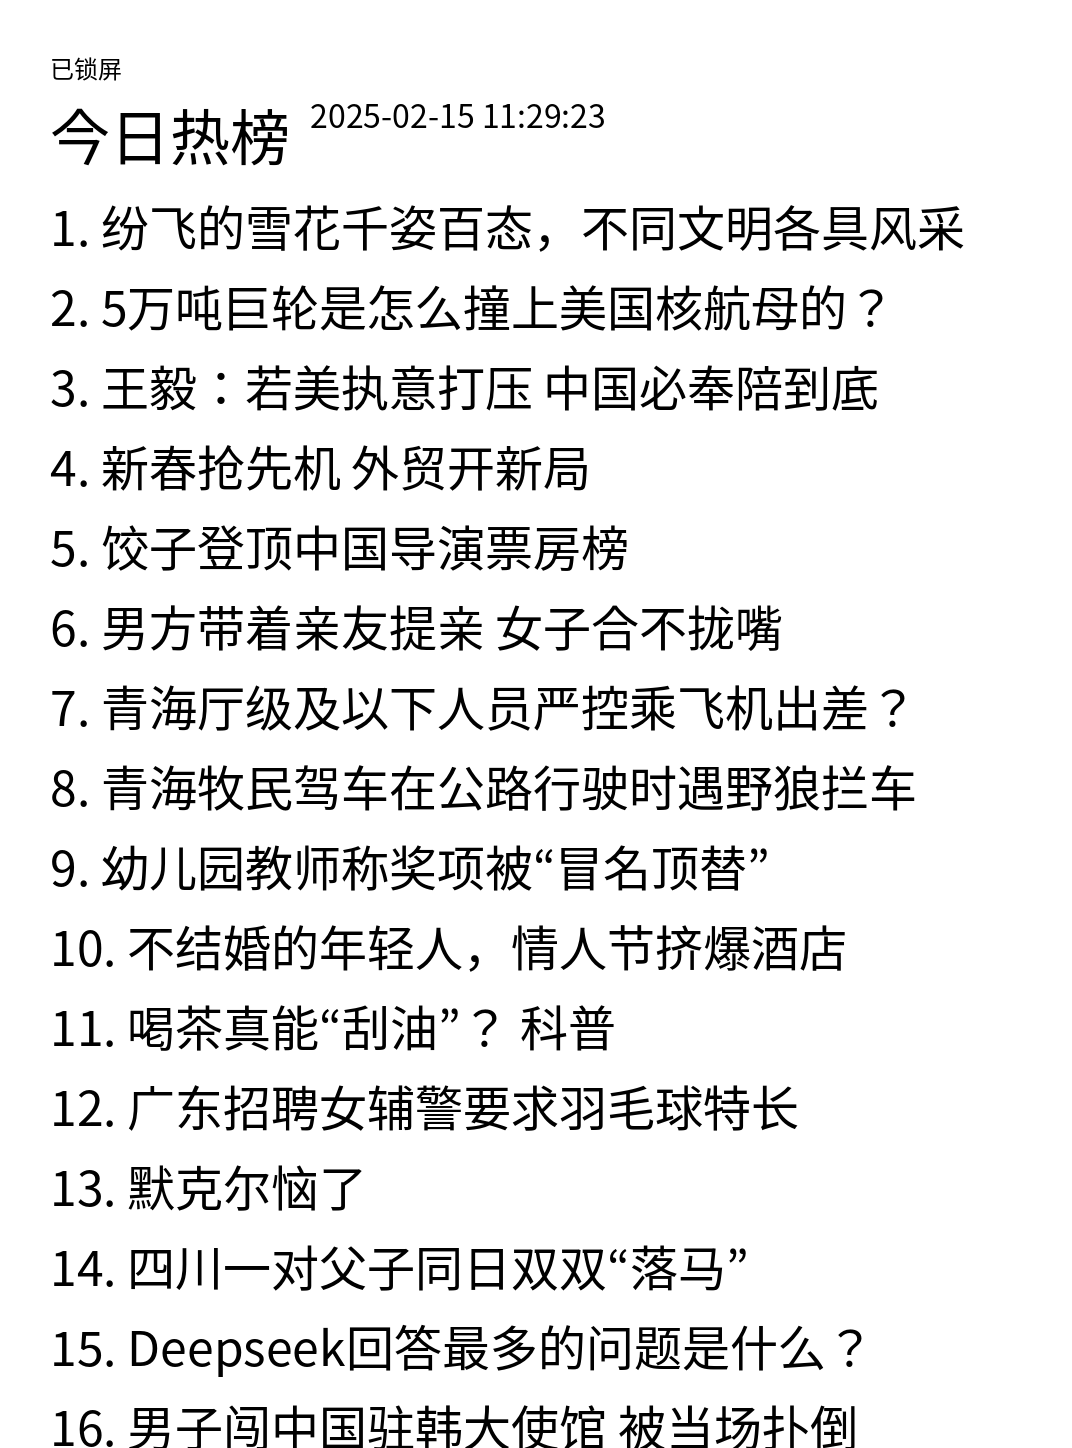 已锁屏
今日热榜 2025-02-15 11:29:23
1. 纷飞的雪花千姿百态，不同文明各具风采
2. 5万吨巨轮是怎么撞上美国核航母的？
3. 王毅：若美执意打压 中国必奉陪到底
4. 新春抢先机 外贸开新局
5. 饺子登顶中国导演票房榜
6. 男方带着亲友提亲 女子合不拢嘴
7. 青海厅级及以下人员严控乘飞机出差？
8. 青海牧民驾车在公路行驶时遇野狼拦车
9. 幼儿园教师称奖项被“冒名顶替”
10. 不结婚的年轻人，情人节挤爆酒店
11. 喝茶真能“刮油”？ 科普
12. 广东招聘女辅警要求羽毛球特长
13. 默克尔恼了
14. 四川一对父子同日双双“落马”
15. Deepseek回答最多的问题是什么？
16. 男子闯中国驻韩大使馆 被当场扑倒